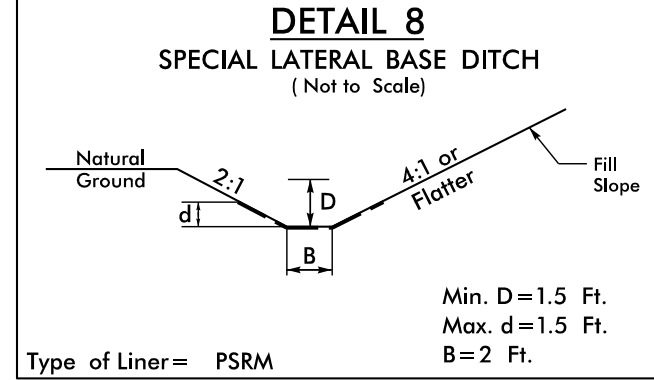 DETAIL 8
SPECIAL LATERAL BASE DITCH
( Not to Scale)
Natural
Ground
2:1
D
d
B
4:1 or
Flatter
Fill
Slope
Min. D=1.5 Ft.
Max. d=1.5 Ft.
B=2 Ft.
Type of Liner= PSRM